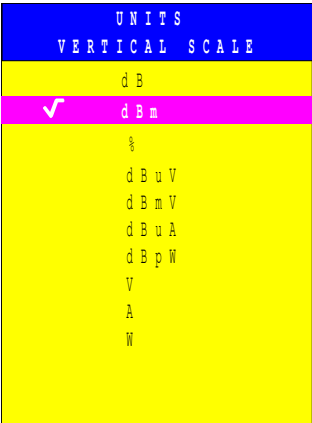 UNITS
VERTICAL SCALE
dB
√ dBm
%
dBuV
dBmV
dBuA
dBpW
V
A
W